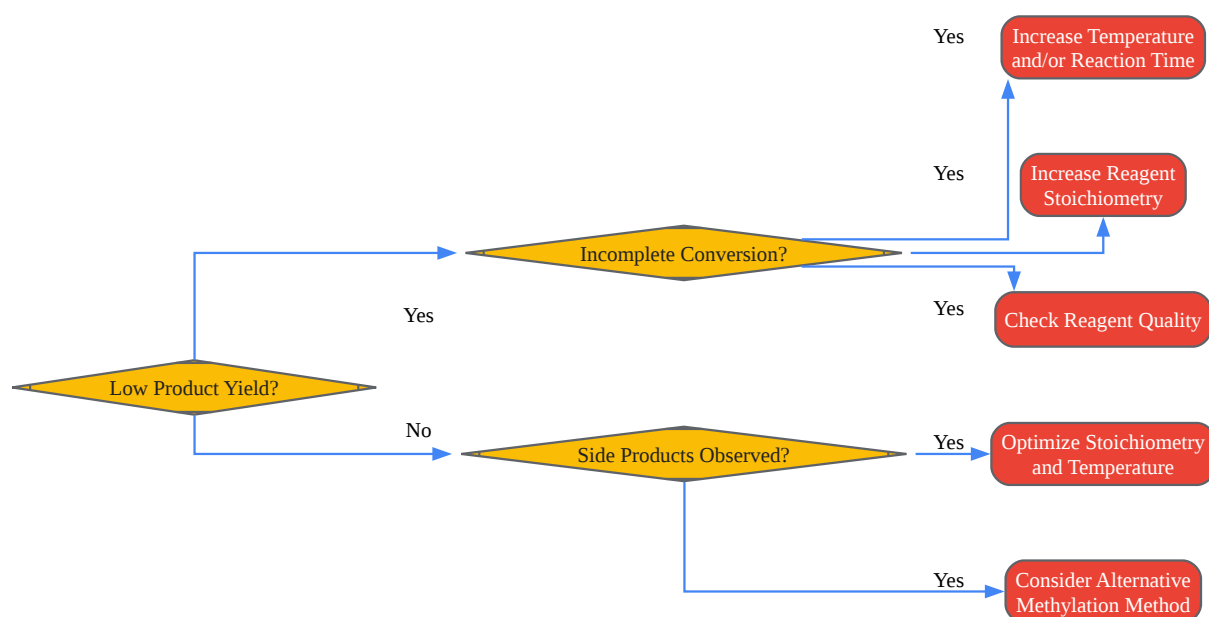 Yes
Increase Temperature
and/or Reaction Time
Yes
Increase Reagent
Stoichiometry
Incomplete Conversion?
Yes
Yes
Check Reagent Quality
Low Product Yield?
No
Side Products Observed?
Yes
Optimize Stoichiometry
and Temperature
Yes
Consider Alternative
Methylation Method